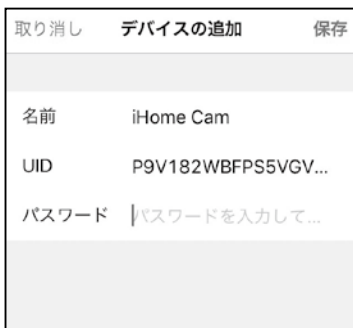 取り消し デバイスの追加 保存
名前 iHome Cam
UID P9V182WBFPS5VGV...
パスワード パスワードを入力して...